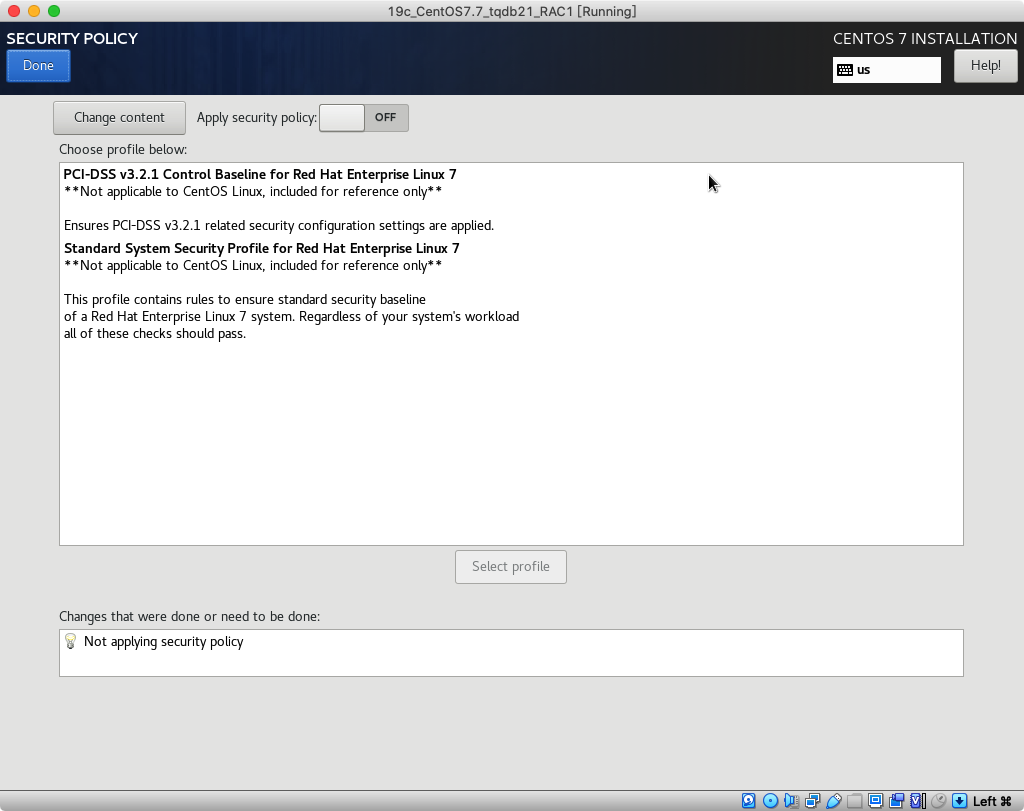 19c_CentOS7.7_tqdb21_RAC1 [Running]
SECURITY POLICY
CENTOS 7 INSTALLATION
Done
us
Help!
Change content
Apply security policy:
OFF
Choose profile below:
PCI-DSS v3.2.1 Control Baseline for Red Hat Enterprise Linux 7
**Not applicable to CentOS Linux, included for reference only**
Ensures PCI-DSS v3.2.1 related security configuration settings are applied.
Standard System Security Profile for Red Hat Enterprise Linux 7
**Not applicable to CentOS Linux, included for reference only**
This profile contains rules to ensure standard security baseline
of a Red Hat Enterprise Linux 7 system. Regardless of your system's workload
all of these checks should pass.
Select profile
Changes that were done or need to be done:
Not applying security policy
Left ⌘